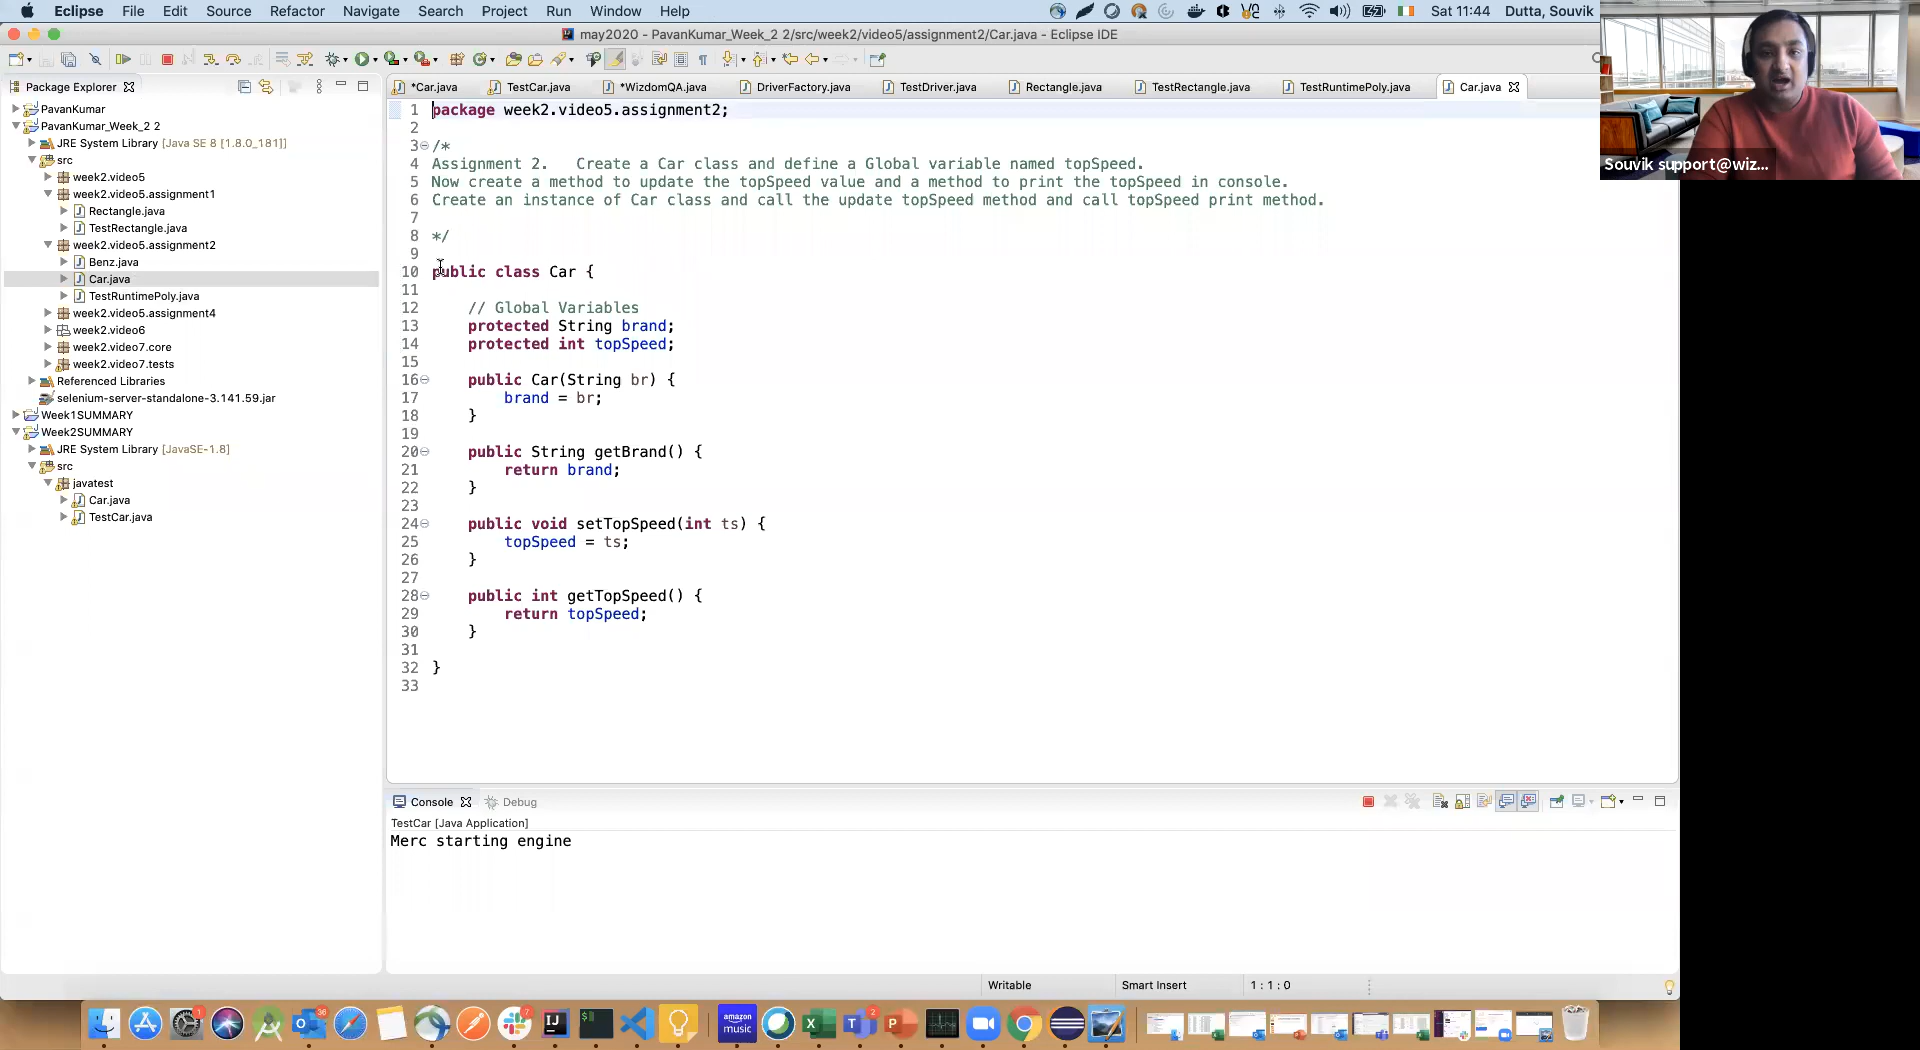 Eclipse File Edit Source Refactor Navigate Search Project Run Window Help Sat 11:44 Dutta, Souvik
may2020 - PavanKumar_Week_2 2/src/week2/video5/assignment2/Car.java - Eclipse IDE
Package Explorer
PavanKumar
PavanKumar_Week_2 2
JRE System Library [Java SE 8 [1.8.0_181]]
src
week2.video5
week2.video5.assignment1
Rectangle.java
TestRectangle.java
week2.video5.assignment2
Benz.java
Car.java
TestRuntimePoly.java
week2.video5.assignment4
week2.video6
week2.video7.core
week2.video7.tests
Referenced Libraries
selenium-server-standalone-3.141.59.jar
Week1SUMMARY
Week2SUMMARY
JRE System Library [JavaSE-1.8]
src
javatest
Car.java
TestCar.java
*Car.java TestCar.java *WizdomQA.java DriverFactory.java TestDriver.java Rectangle.java TestRectangle.java TestRuntimePoly.java Car.java
1 package week2.video5.assignment2;
2
3 /*
4 Assignment 2. Create a Car class and define a Global variable named topSpeed.
5 Now create a method to update the topSpeed value and a method to print the topSpeed in console.
6 Create an instance of Car class and call the update topSpeed method and call topSpeed print method.
7
8 */
9
10 public class Car {
11
12 // Global Variables
13 protected String brand;
14 protected int topSpeed;
15
16 public Car(String br) {
17 brand = br;
18 }
19
20 public String getBrand() {
21 return brand;
22 }
23
24 public void setTopSpeed(int ts) {
25 topSpeed = ts;
26 }
27
28 public int getTopSpeed() {
29 return topSpeed;
30 }
31
32 }
33
Console Debug
TestCar [Java Application]
Merc starting engine
Writable Smart Insert 1 : 1 : 0
Souvik support@wiz...
amazon music